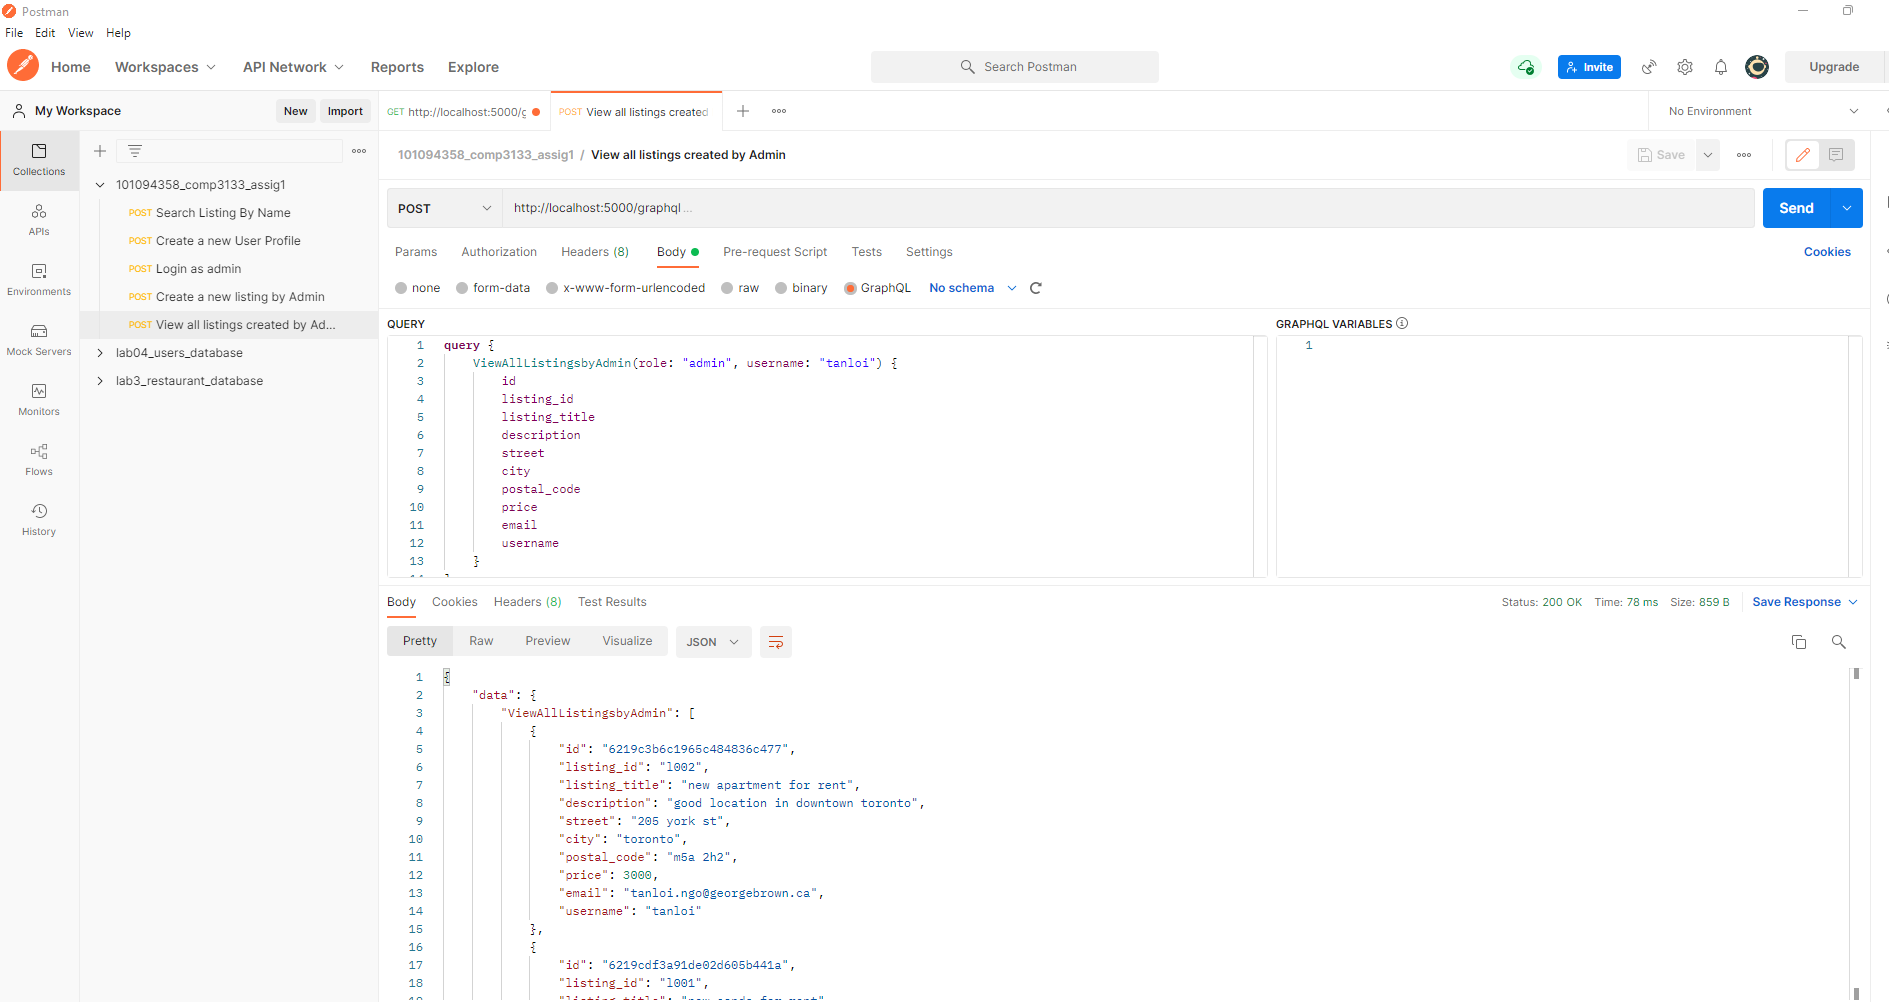 Postman
File Edit View Help
Home Workspaces API Network Reports Explore Search Postman Invite Upgrade
My Workspace New Import GET http://localhost:5000/g POST View all listings created No Environment
101094358_comp3133_assig1 / View all listings created by Admin Save
Collections
APIs
Environments
Mock Servers
Monitors
Flows
History
101094358_comp3133_assig1
POST Search Listing By Name
POST Create a new User Profile
POST Login as admin
POST Create a new listing by Admin
POST View all listings created by Ad...
lab04_users_database
lab3_restaurant_database
POST http://localhost:5000/graphql ... Send
Params Authorization Headers (8) Body Pre-request Script Tests Settings Cookies
none form-data x-www-form-urlencoded raw binary GraphQL No schema
QUERY
1 query {
2 ViewAllListingsbyAdmin(role: "admin", username: "tanloi") {
3 id
4 listing_id
5 listing_title
6 description
7 street
8 city
9 postal_code
10 price
11 email
12 username
13 }
GRAPHQL VARIABLES
1
Body Cookies Headers (8) Test Results Status: 200 OK Time: 78 ms Size: 859 B Save Response
Pretty Raw Preview Visualize JSON
1 {
2 "data": {
3 "ViewAllListingsbyAdmin": [
4 {
5 "id": "6219c3b6c1965c484836c477",
6 "listing_id": "l002",
7 "listing_title": "new apartment for rent",
8 "description": "good location in downtown toronto",
9 "street": "205 york st",
10 "city": "toronto",
11 "postal_code": "m5a 2h2",
12 "price": 3000,
13 "email": "tanloi.ngo@georgebrown.ca",
14 "username": "tanloi"
15 },
16 {
17 "id": "6219cdf3a91de02d605b441a",
18 "listing_id": "l001",